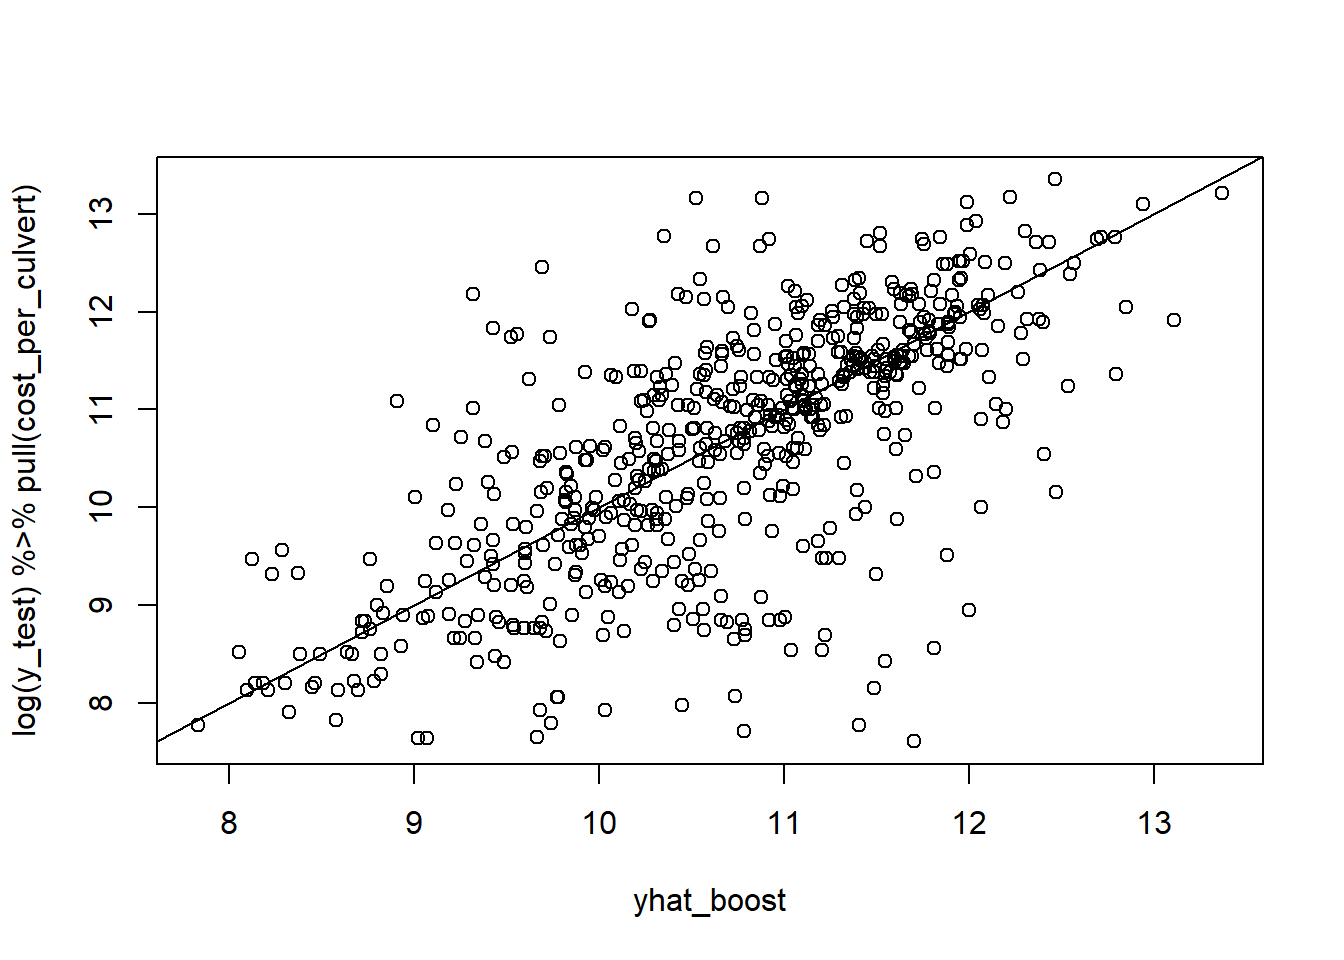 log(y_test) %>% pull(cost_per_culvert)
13
12
11
10
9
8
8 9 10 11 12 13
yhat_boost